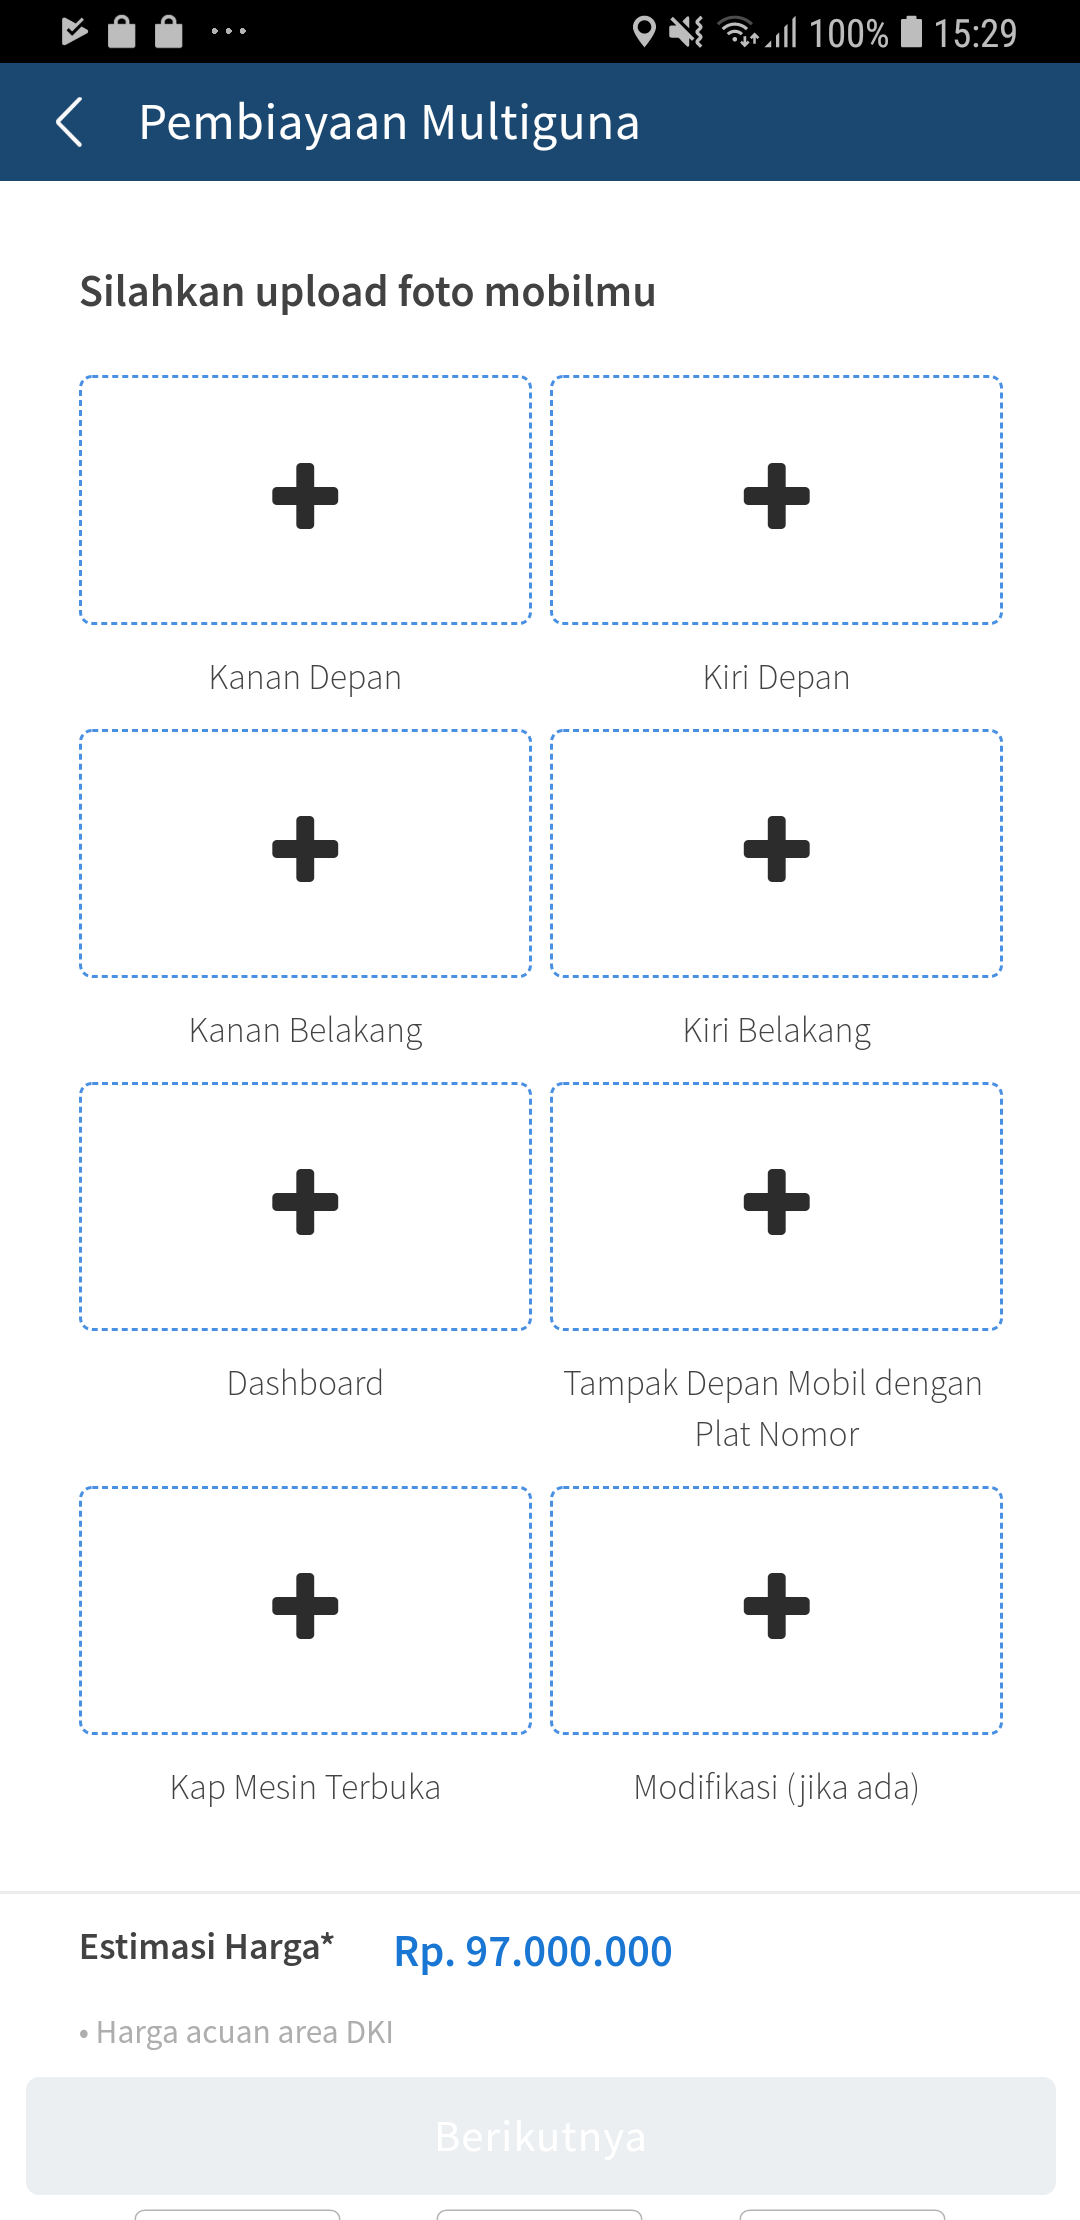 100% 15:29
Pembiayaan Multiguna
Silahkan upload foto mobilmu
Kanan Depan
Kiri Depan
Kanan Belakang
Kiri Belakang
Dashboard
Tampak Depan Mobil dengan
Plat Nomor
Kap Mesin Terbuka
Modifikasi (jika ada)
Estimasi Harga* Rp. 97.000.000
• Harga acuan area DKI
Berikutnya